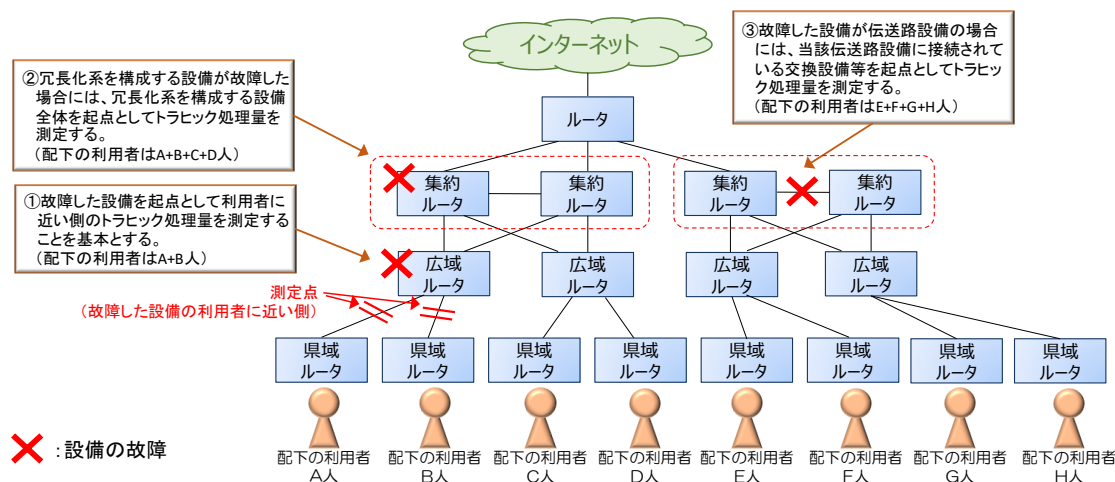 インターネット
③故障した設備が伝送路設備の場合
には、当該伝送路設備に接続されて
いる交換設備等を起点としてトラヒッ
ク処理量を測定する。
(配下の利用者はE+F+G+H人)
②冗長化系を構成する設備が故障した
場合には、冗長化系を構成する設備
全体を起点としてトラヒック処理量を
測定する。
(配下の利用者はA+B+C+D人)
ルータ
集約
ルータ
集約
ルータ
集約
ルータ
集約
ルータ
①故障した設備を起点として利用者に
近い側のトラヒック処理量を測定する
ことを基本とする。
(配下の利用者はA+B人)
広域
ルータ
広域
ルータ
広域
ルータ
広域
ルータ
測定点
(故障した設備の利用者に近い側)
県域
ルータ
県域
ルータ
県域
ルータ
県域
ルータ
県域
ルータ
県域
ルータ
県域
ルータ
県域
ルータ
:設備の故障
配下の利用者
A人
配下の利用者
B人
配下の利用者
C人
配下の利用者
D人
配下の利用者
E人
配下の利用者
F人
配下の利用者
G人
配下の利用者
H人